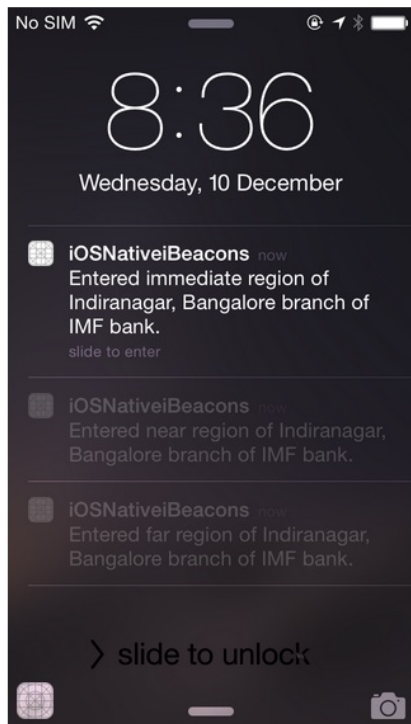 No SIM
8:36
Wednesday, 10 December
iOSNativeiBeacons now
Entered immediate region of
Indiranagar, Bangalore branch of
IMF bank.
slide to enter
iOSNativeiBeacons now
Entered near region of Indiranagar,
Bangalore branch of IMF bank.
iOSNativeiBeacons now
Entered far region of Indiranagar,
Bangalore branch of IMF bank.
> slide to unlock